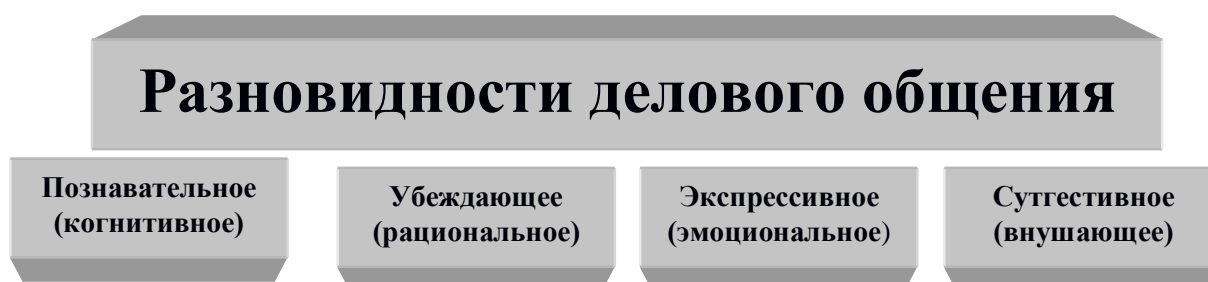 Разновидности делового общения
Познавательное
(когнитивное)
Убеждающее
(рациональное)
Экспрессивное
(эмоциональное)
Сутгестивное
(внушающее)